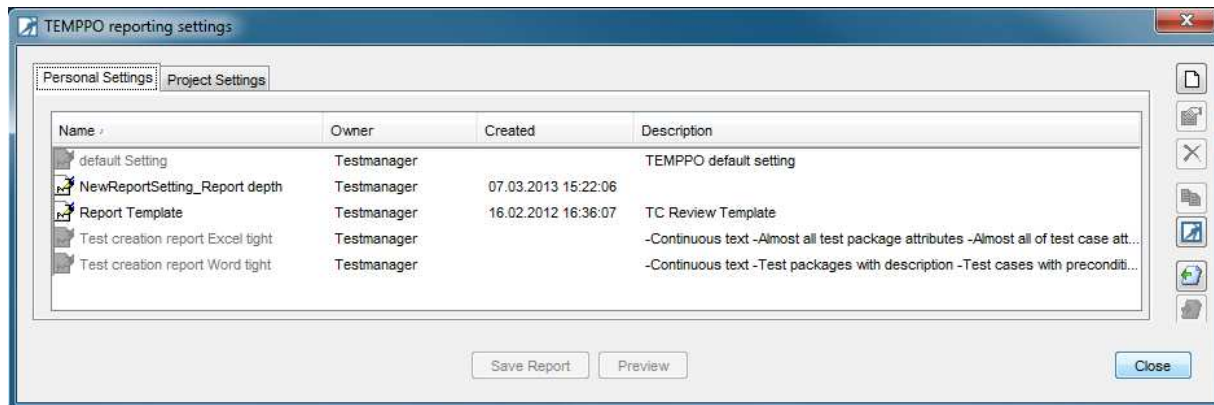 TEMPPO reporting settings
Personal Settings Project Settings
Name Owner Created Description
default Setting Testmanager TEMPPO default setting
NewReportSetting_Report depth Testmanager 07.03.2013 15:22:06
Report Template Testmanager 16.02.2012 16:36:07 TC Review Template
Test creation report Excel tight Testmanager -Continuous text -Almost all test package attributes -Almost all of test case att...
Test creation report Word tight Testmanager -Continuous text -Test packages with description -Test cases with preconditi...
Save Report Preview Close